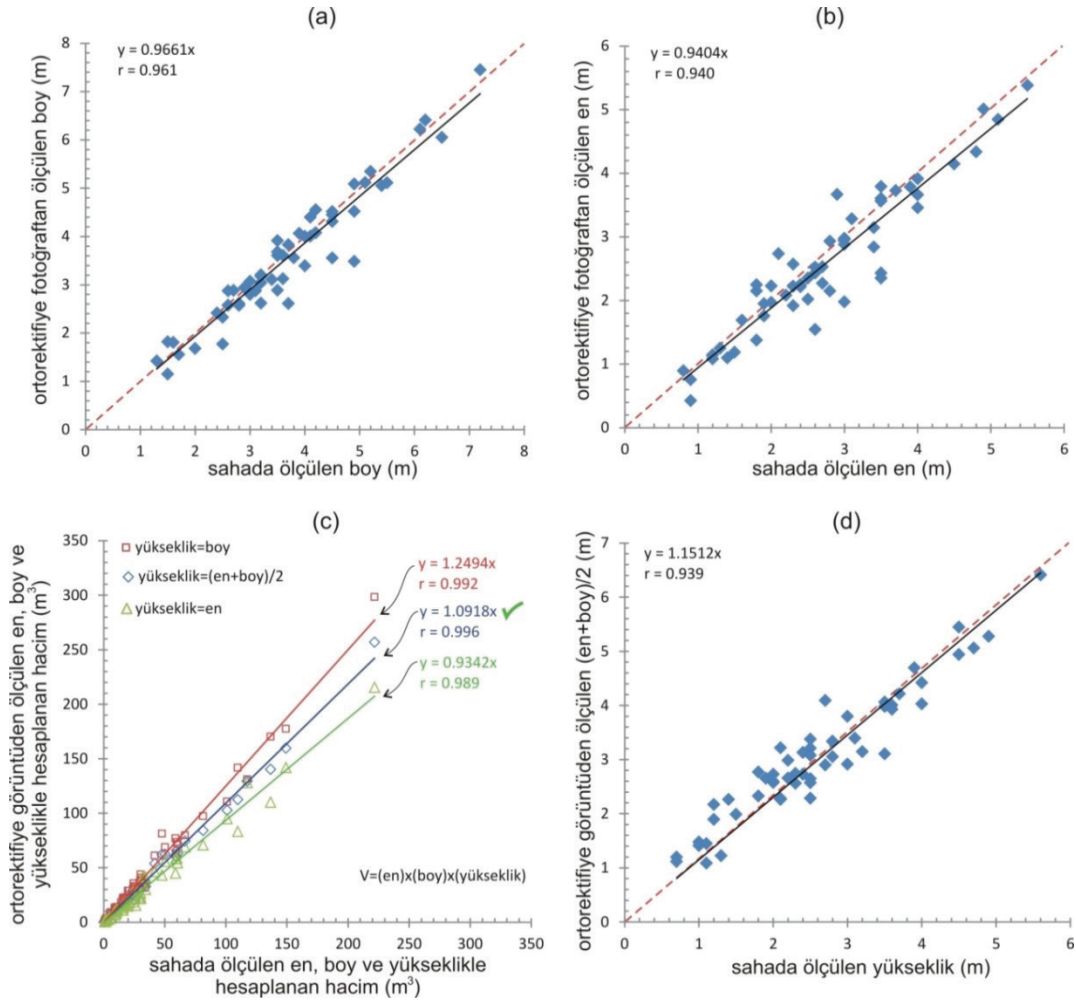 (a)
y = 0.9661x
r = 0.961
8
7
6
5
4
3
2
1
0
0 1 2 3 4 5 6 7 8
ortorektifiye fotoğraftan ölçülen boy (m)
sahada ölçülen boy (m)
(b)
y = 0.9404x
r = 0.940
6
5
4
3
2
1
0
0 1 2 3 4 5 6
ortorektifiye fotoğraftan ölçülen en (m)
sahada ölçülen en (m)
(c)
yükseklik=boy
yükseklik=(en+boy)/2
yükseklik=en
y = 1.2494x
r = 0.992
y = 1.0918x
r = 0.996
y = 0.9342x
r = 0.989
V=(en)x(boy)x(yükseklik)
350
300
250
200
150
100
50
0
0 50 100 150 200 250 300 350
ortorektifiye görüntüden ölçülen en, boy ve
yükseklikle hesaplanan hacim (m³)
sahada ölçülen en, boy ve yükseklikle
hesaplanan hacim (m³)
(d)
y = 1.1512x
r = 0.939
7
6
5
4
3
2
1
0
0 1 2 3 4 5 6
ortorektifiye görüntüden ölçülen (en+boy)/2 (m)
sahada ölçülen yükseklik (m)